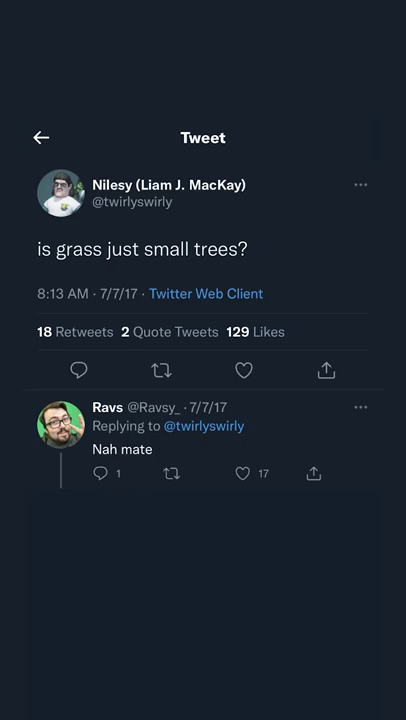 Tweet
Nilesy (Liam J. MacKay)
@twirlyswirly
is grass just small trees?
8:13 AM · 7/7/17 · Twitter Web Client
18 Retweets 2 Quote Tweets 129 Likes
Ravs @Ravsy_ · 7/7/17
Replying to @twirlyswirly
Nah mate
1 17